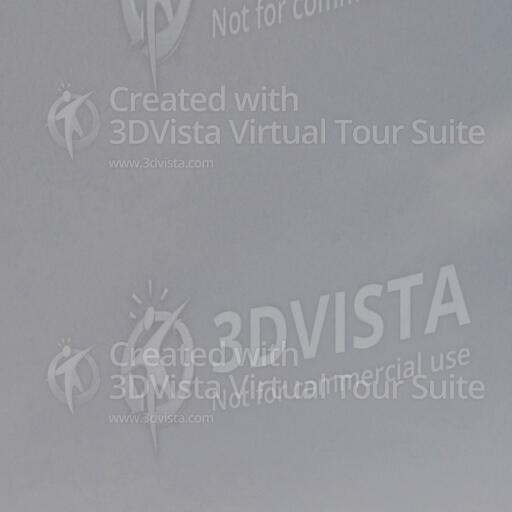 Not for comm
Created with
3DVista Virtual Tour Suite
www.3dvista.com
3DVISTA
Not for commercial use
Created with
3DVista Virtual Tour Suite
www.3dvista.com